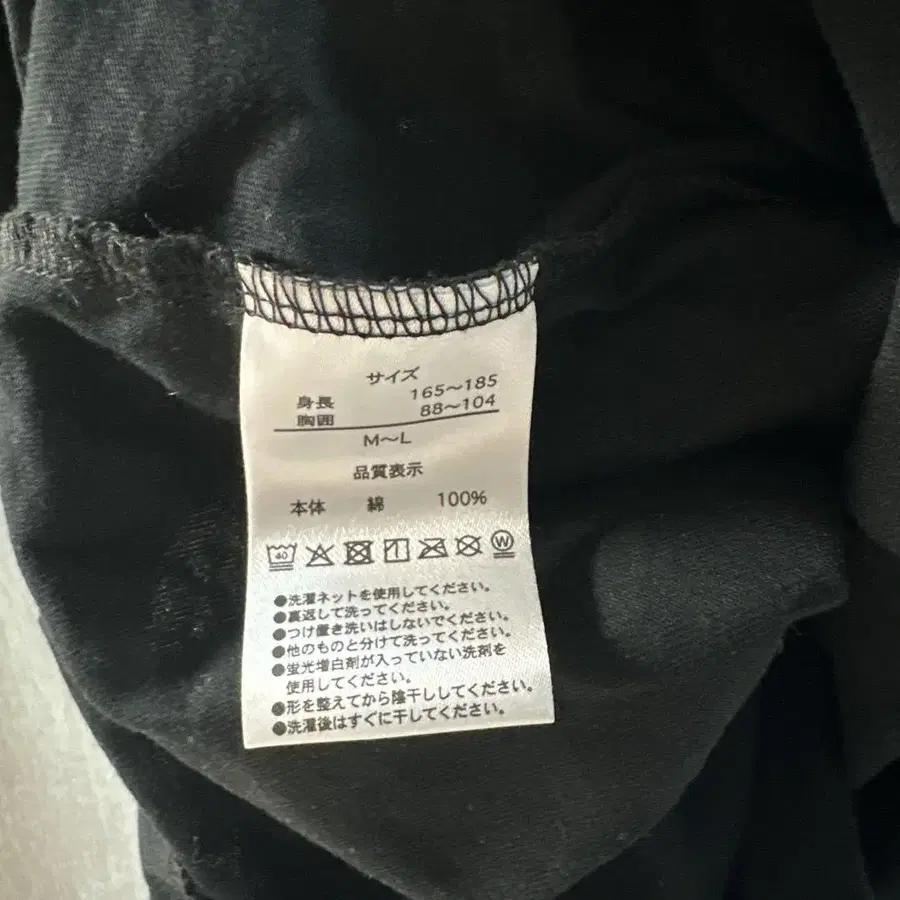 サイズ
身長 165～185
胸囲 88～104
M～L
品質表示
本体 綿 100%
40 W
●洗濯ネットを使用してください。
●裏返して洗ってください。
●つけ置き洗いはしないでください。
●他のものと分けて洗ってください。
●蛍光増白剤が入っていない洗剤を
使用してください。
●形を整えてから陰干ししてください。
●洗濯後はすぐに干してください。